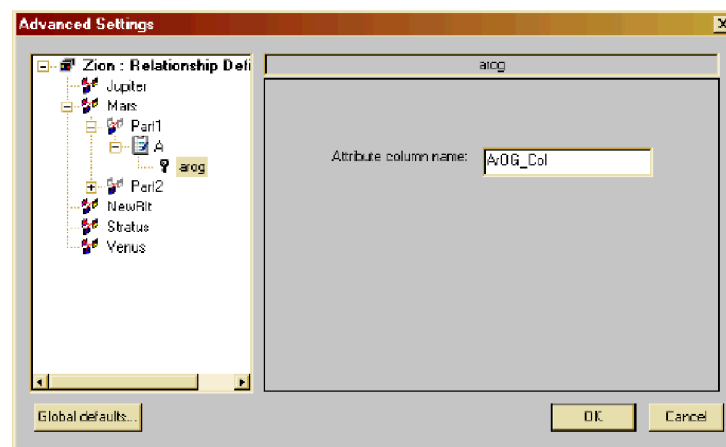 Advanced Settings
Zion : Relationship Defi
Jupiter
Mars
Part1
A
arog
Part2
NewRlt
Stratus
Venus
arog
Attribute column name:
ArOG_Col
Global defaults...
OK
Cancel